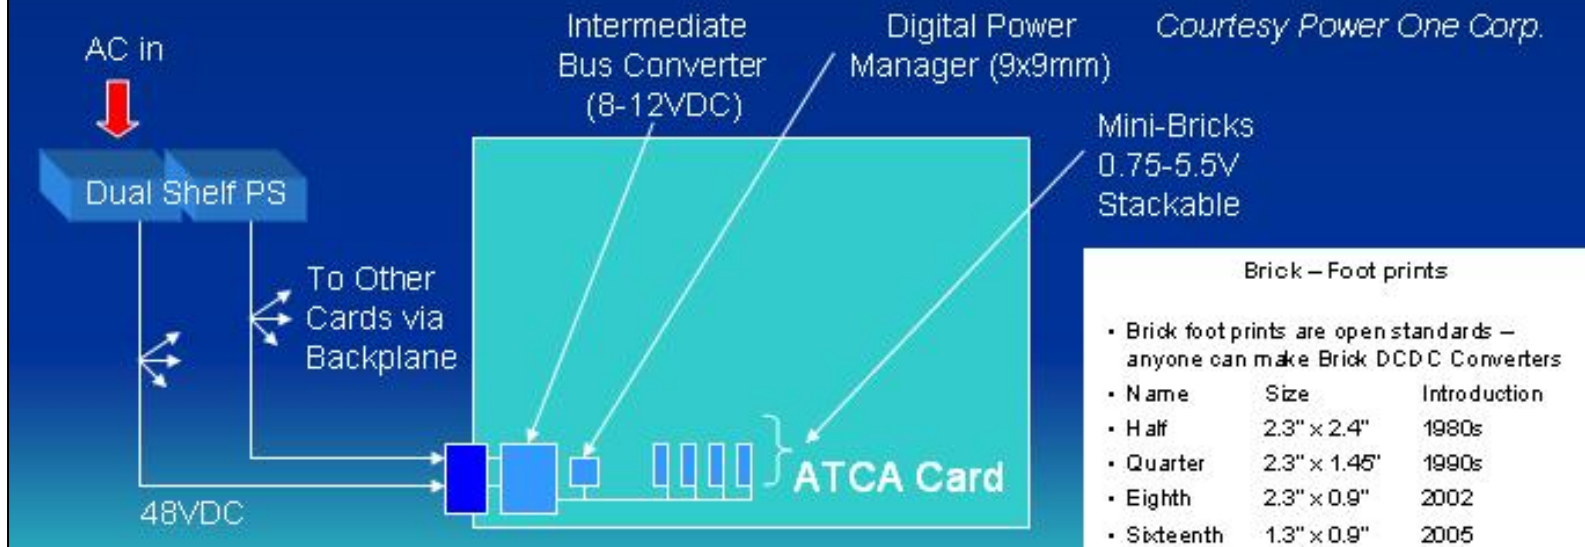 AC in
Intermediate
Bus Converter
(8-12VDC)
Digital Power
Manager (9x9mm)
Courtesy Power One Corp.
Mini-Bricks
0.75-5.5V
Stackable
Dual Shelf PS
To Other
Cards via
Backplane
48VDC
ATCA Card
Brick – Foot prints
• Brick foot prints are open standards –
anyone can make Brick DCDC Converters
• Name Size Introduction
• Half 2.3" x 2.4" 1980s
• Quarter 2.3" x 1.45" 1990s
• Eighth 2.3" x 0.9" 2002
• Sixteenth 1.3" x 0.9" 2005